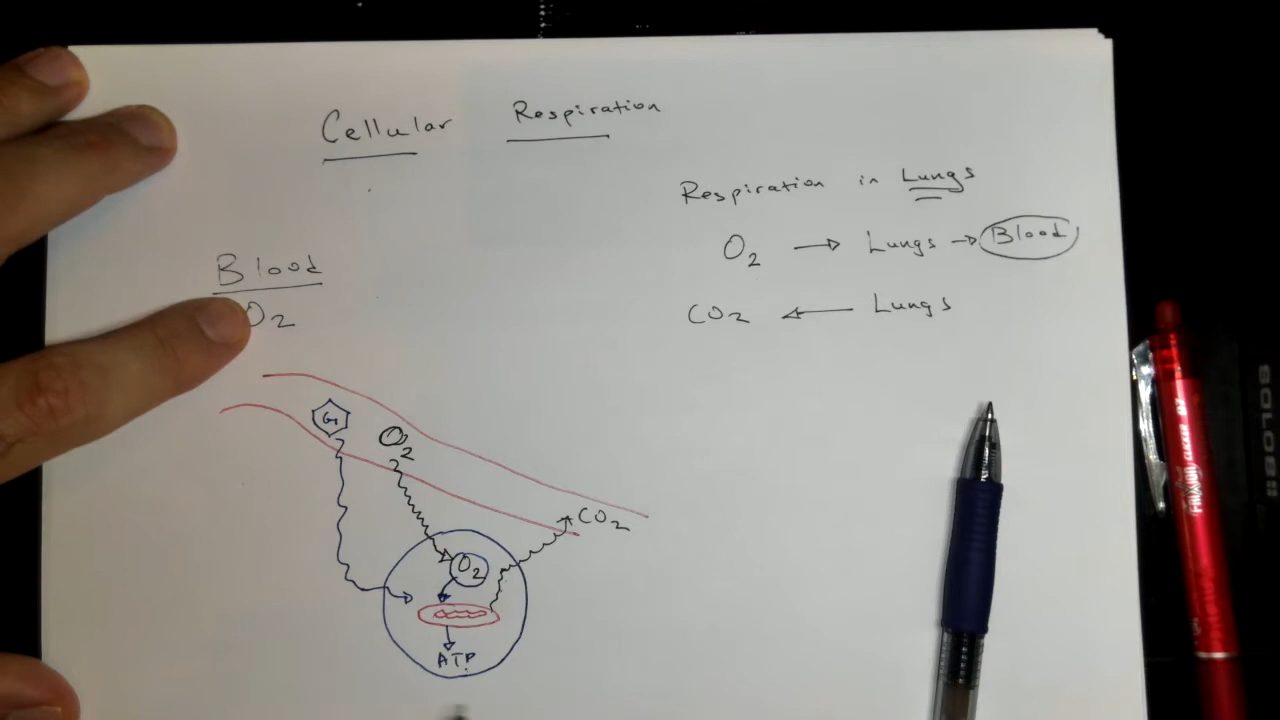 Cellular Respiration
Respiration in Lungs
O2 → Lungs → Blood
CO2 ← Lungs
Blood
O2
G
O2
CO2
O2
ATP